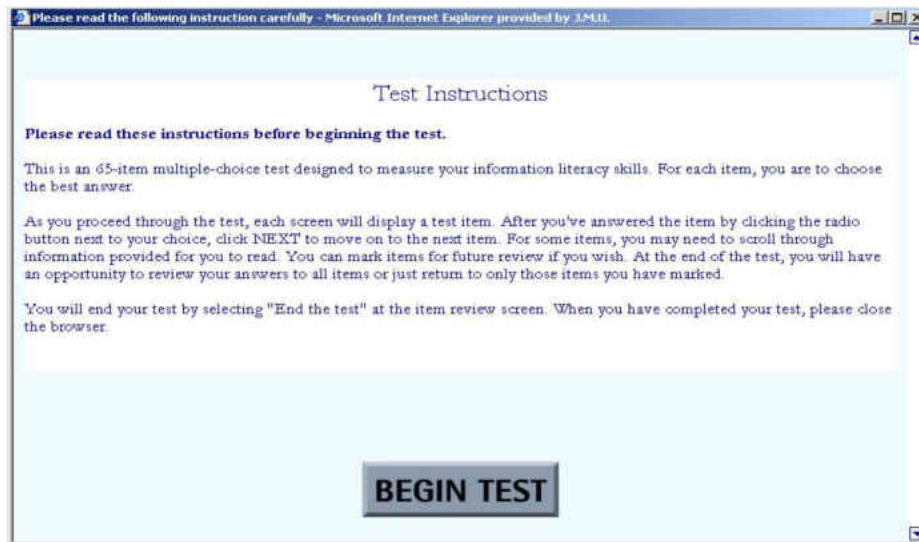 Please read the following instruction carefully - Microsoft Internet Explorer provided by J.M.U.
Test Instructions
Please read these instructions before beginning the test.
This is an 65-item multiple-choice test designed to measure your information literacy skills. For each item, you are to choose
the best answer.
As you proceed through the test, each screen will display a test item. After you've answered the item by clicking the radio
button next to your choice, click NEXT to move on to the next item. For some items, you may need to scroll through
information provided for you to read. You can mark items for future review if you wish. At the end of the test, you will have
an opportunity to review your answers to all items or just return to only those items you have marked.
You will end your test by selecting "End the test" at the item review screen. When you have completed your test, please close
the browser.
BEGIN TEST